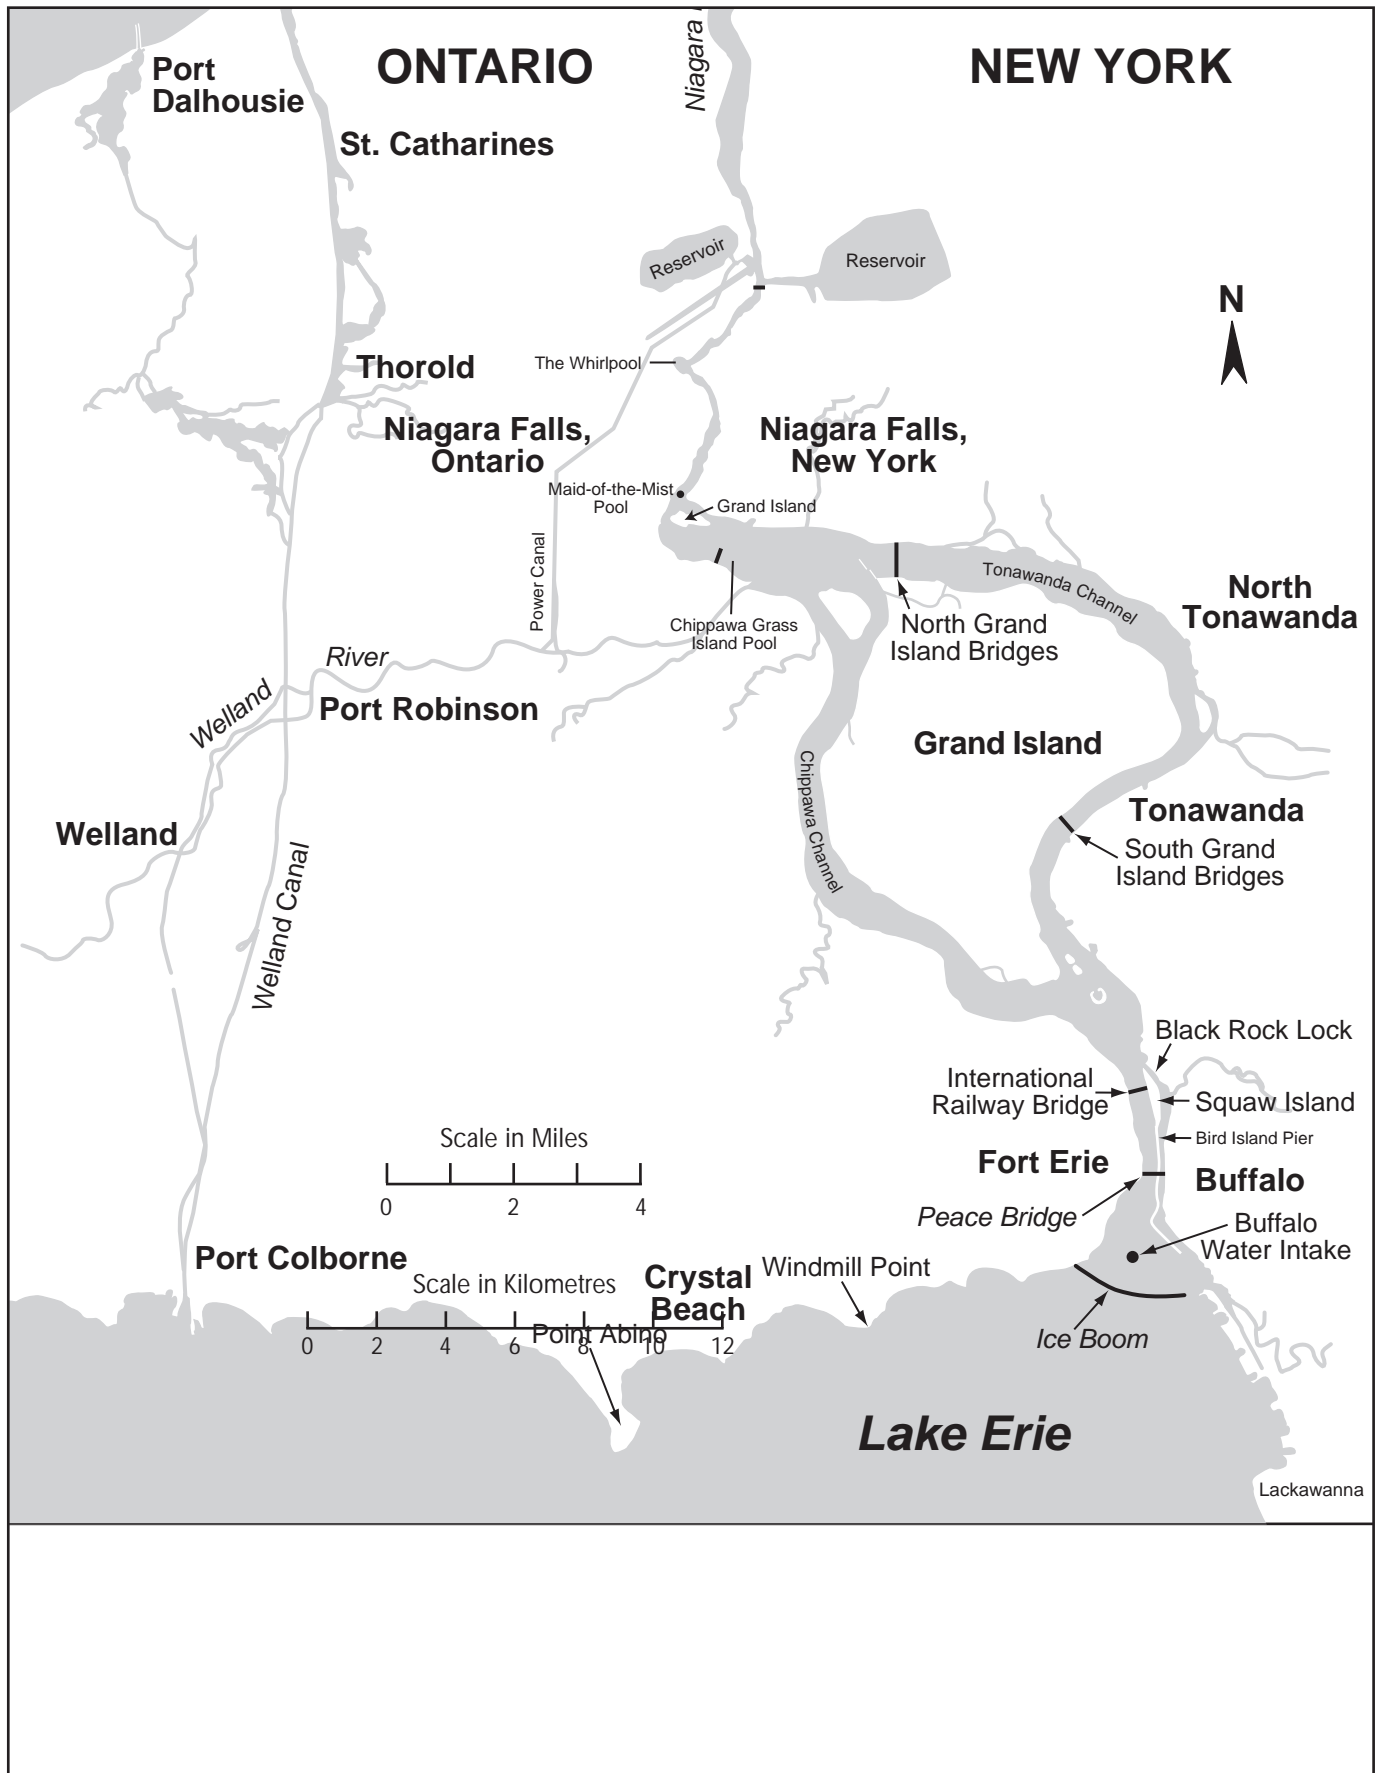 ONTARIO
NEW YORK
Niagara
Port
Dalhousie
St. Catharines
Reservoir
Reservoir
N
The Whirlpool
Thorold
Niagara Falls,
Ontario
Niagara Falls,
New York
Maid-of-the-Mist
Pool
Grand Island
Power Canal
Chippawa Grass
Island Pool
Tonawanda Channel
North
Tonawanda
North Grand
Island Bridges
River
Welland
Port Robinson
Grand Island
Chippawa Channel
Tonawanda
South Grand
Island Bridges
Welland
Welland Canal
Black Rock Lock
International
Railway Bridge
Squaw Island
Bird Island Pier
Scale in Miles
0 2 4
Fort Erie
Buffalo
Peace Bridge
Buffalo
Water Intake
Port Colborne
Scale in Kilometres
Crystal
Beach
Windmill Point
Point Abino
0 2 4 6 8 10 12
Ice Boom
Lake Erie
Lackawanna